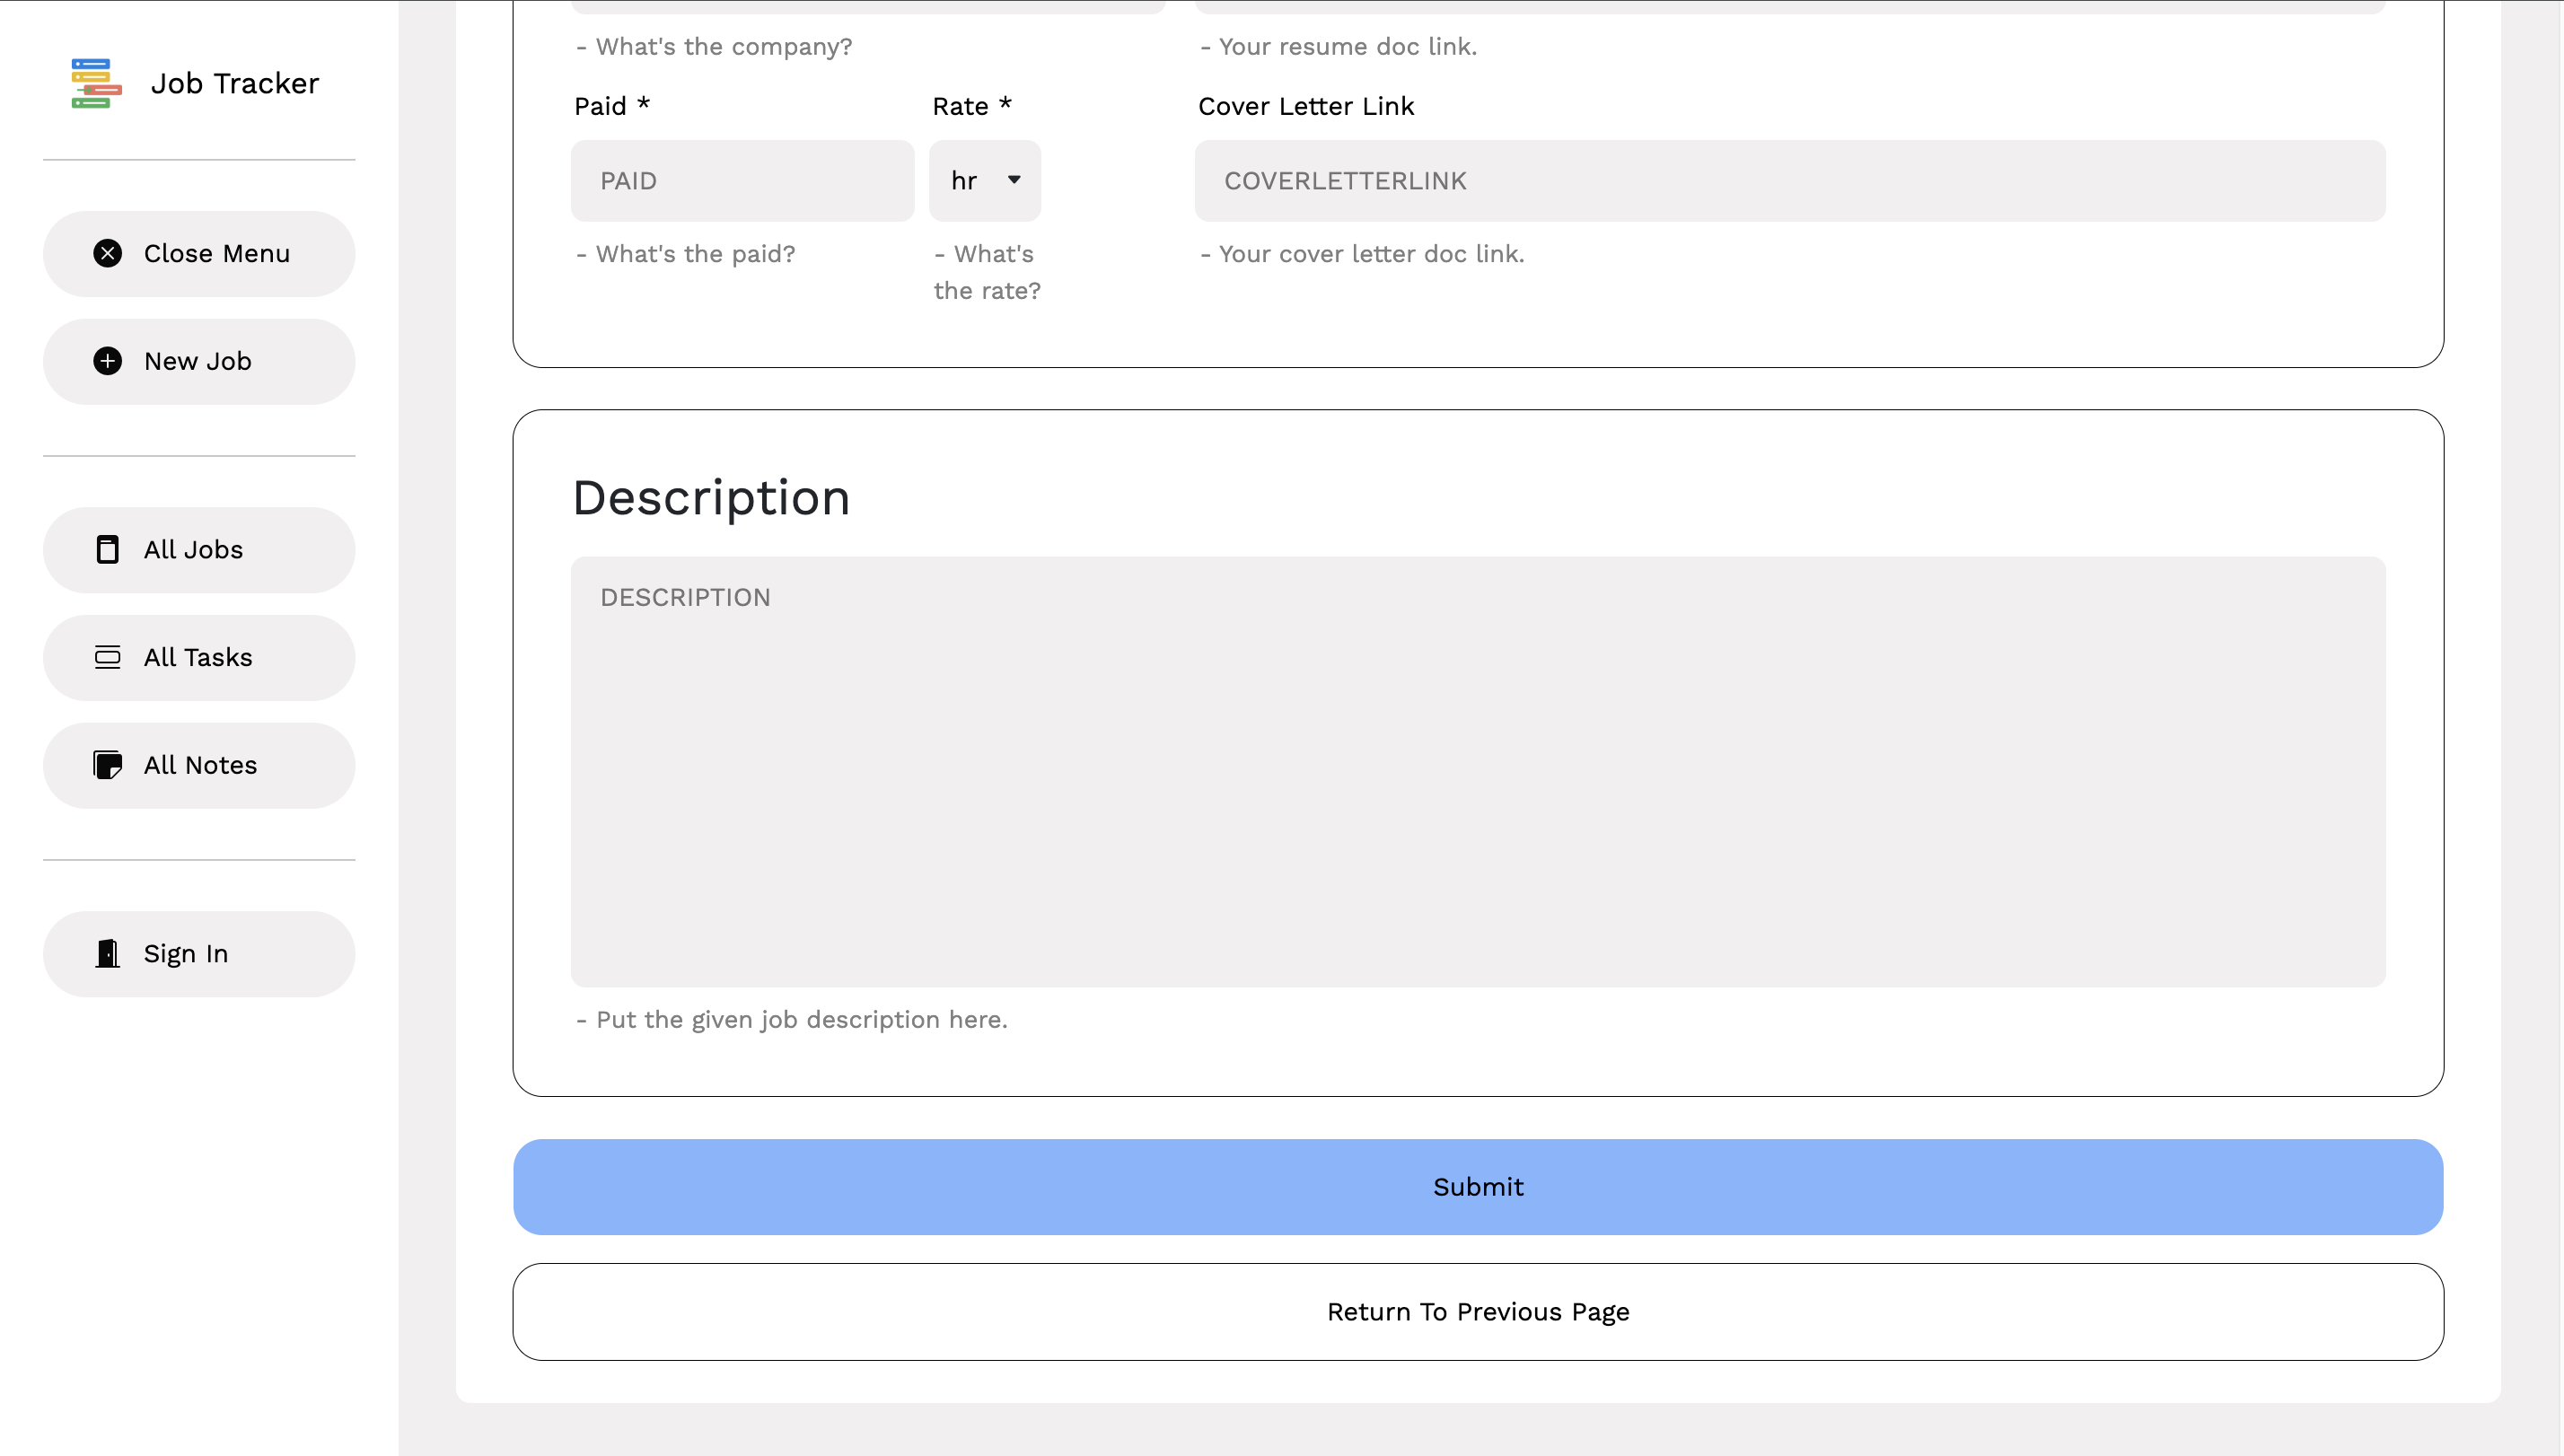 Job Tracker
Close Menu
New Job
All Jobs
All Tasks
All Notes
Sign In
- What's the company?
- Your resume doc link.
Paid *
Rate *
Cover Letter Link
PAID
hr
COVERLETTERLINK
- What's the paid?
- What's
the rate?
- Your cover letter doc link.
Description
DESCRIPTION
- Put the given job description here.
Submit
Return To Previous Page